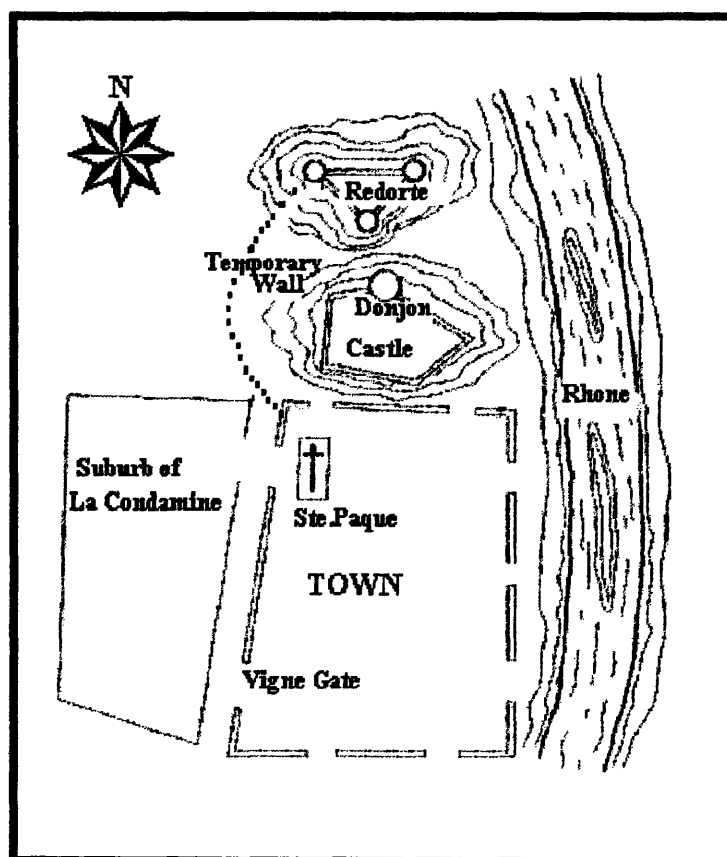 N
Redorte
Temporary
Wall
Donjon
Castle
Rhone
Suburb of
La Condamine
Ste.Paque
TOWN
Vigne Gate